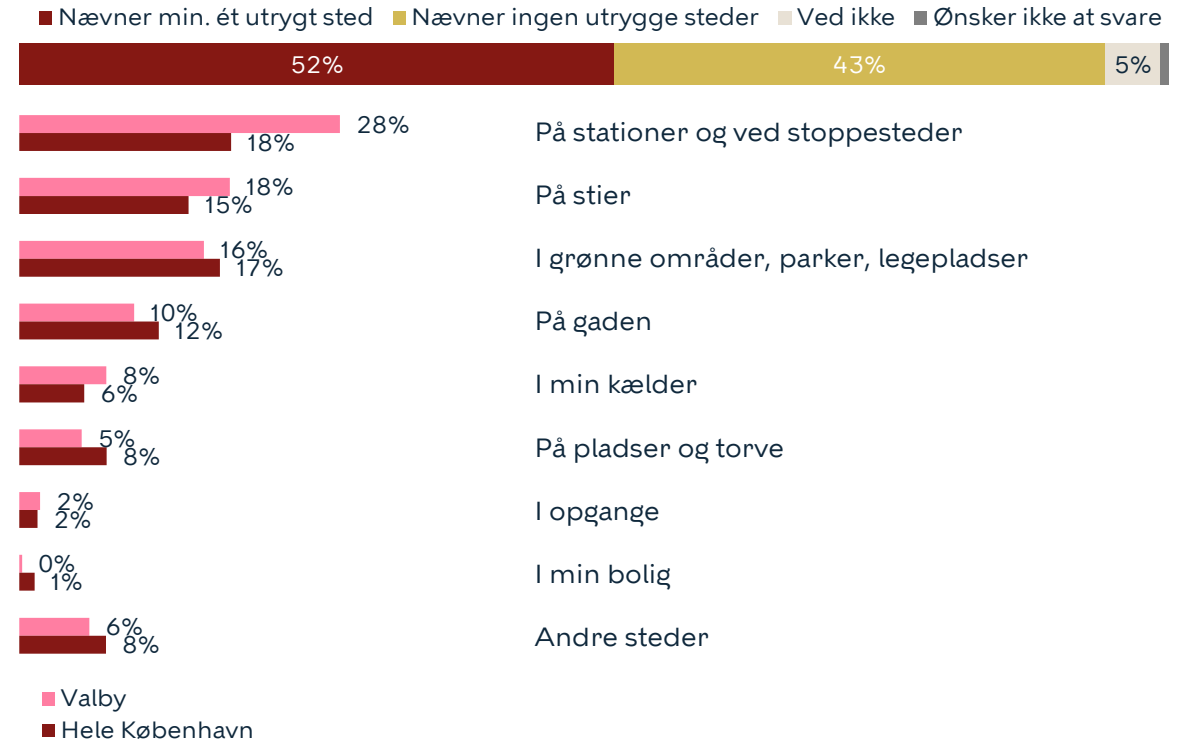 Nævner min. ét utrygt sted Nævner ingen utrygge steder Ved ikke Ønsker ikke at svare
52% 43% 5%
28% På stationer og ved stoppesteder
18%
18% På stier
15%
16% I grønne områder, parker, legepladser
17%
10% På gaden
12%
8% I min kælder
6%
5% På pladser og torve
8%
2% I opgange
2%
0% I min bolig
1%
6% Andre steder
8%
Valby
Hele København